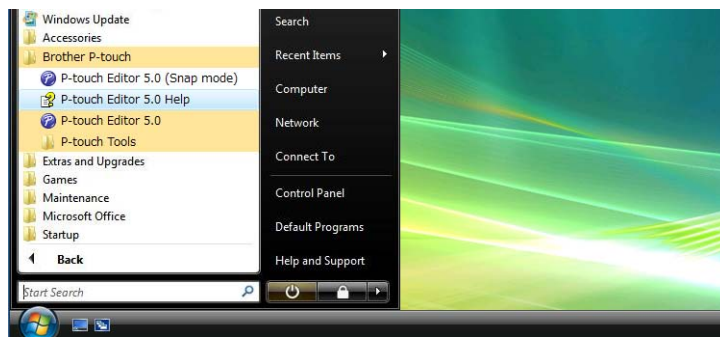 Windows Update
Accessories
Brother P-touch
P-touch Editor 5.0 (Snap mode)
P-touch Editor 5.0 Help
P-touch Editor 5.0
P-touch Tools
Extras and Upgrades
Games
Maintenance
Microsoft Office
Startup
Back
Start Search
Search
Recent Items
Computer
Network
Connect To
Control Panel
Default Programs
Help and Support